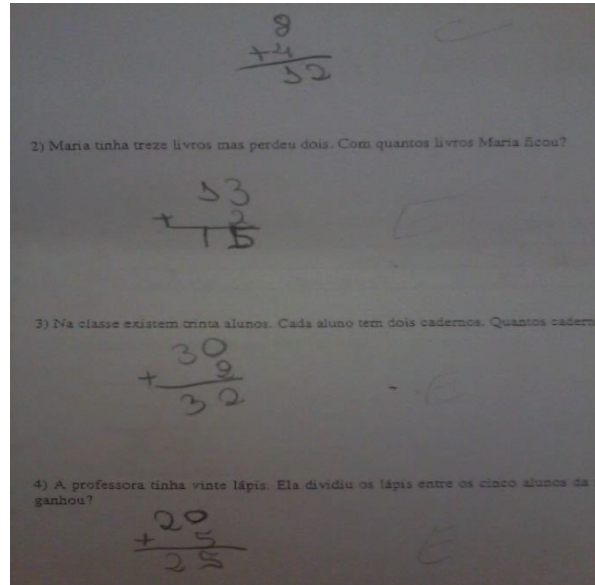 8
+4
12
C
2) Maria tinha treze livros mas perdeu dois. Com quantos livros Maria ficou?
13
+ 2
15
E
3) Na classe existem trinta alunos. Cada aluno tem dois cadernos. Quantos cadern
30
+ 2
32
E
4) A professora tinha vinte lápis. Ela dividiu os lápis entre os cinco alunos da
ganhou?
20
+ 5
25
E